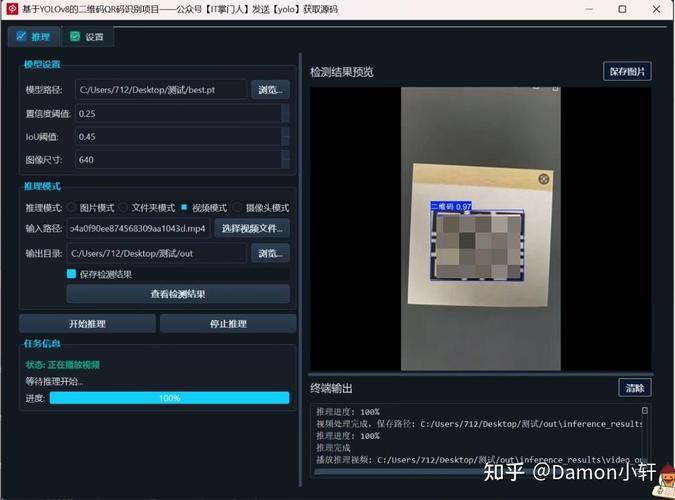 基于YOLOv8的二维码QR码识别项目——公众号【IT掌门人】发送【yolo】获取源码
推理
设置
模型设置
模型路径: C:/Users/712/Desktop/测试/best.pt 浏览...
置信度阈值: 0.25
IoU阈值: 0.45
图像尺寸: 640
推理模式
推理模式: 图片模式 文件夹模式 视频模式 摄像头模式
输入路径: o4a0f90ee874568309aa1043d.mp4 选择视频文件...
输出目录: C:/Users/712/Desktop/测试/out 浏览...
保存检测结果
查看检测结果
开始推理 停止推理
任务信息
状态: 正在播放视频
等待推理开始...
进度: 100%
检测结果预览 保存图片
二维码 0.97
终端输出 清除
推理进度: 100%
视频处理完成，保存路径: C:/Users/712/Desktop/测试/out\inference_results
推理进度: 100%
推理完成
播放推理视频: C:/Users/712/Desktop/测试/out\inference_results\video_ou
知乎 @Damon小轩